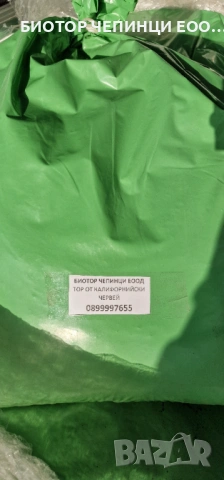 БИОТОР ЧЕПИНЦИ ЕОО...
БИОТОР ЧЕПИНЦИ ЕООД
ТОР ОТ КАЛИФОРНИЙСКИ
ЧЕРВЕЙ
0899997655
BAZAR